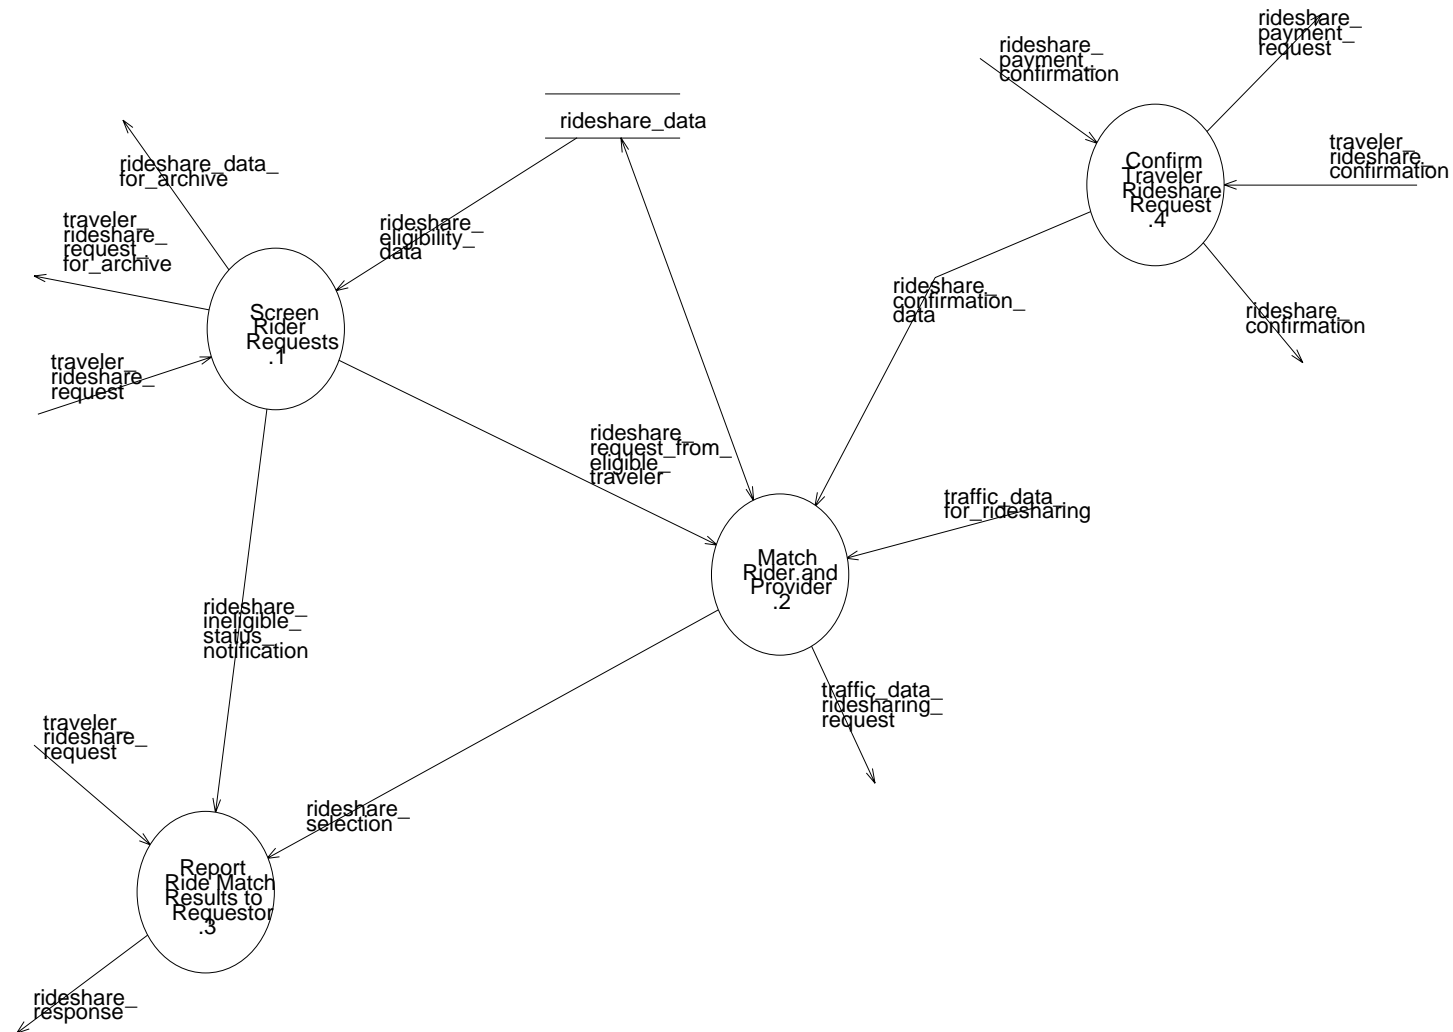 rideshare_
payment_
request
rideshare_
payment_
confirmation
rideshare_data
traveler_
rideshare_
confirmation
Confirm
Traveler
Rideshare
Request
.4
rideshare_data_
for_archive
traveler_
rideshare_
request_
for_archive
rideshare_
eligibility_
data
rideshare_
confirmation_
data
rideshare_
confirmation
Screen
Rider
Requests
.1
traveler_
rideshare_
request
rideshare_
request_from_
eligible_
traveler
traffic_data_
for_ridesharing
Match
Rider and
Provider
.2
rideshare_
ineligible_
status_
notification
traffic_data_
ridesharing_
request
traveler_
rideshare_
request
rideshare_
selection
Report
Ride Match
Results to
Requestor
.3
rideshare_
response